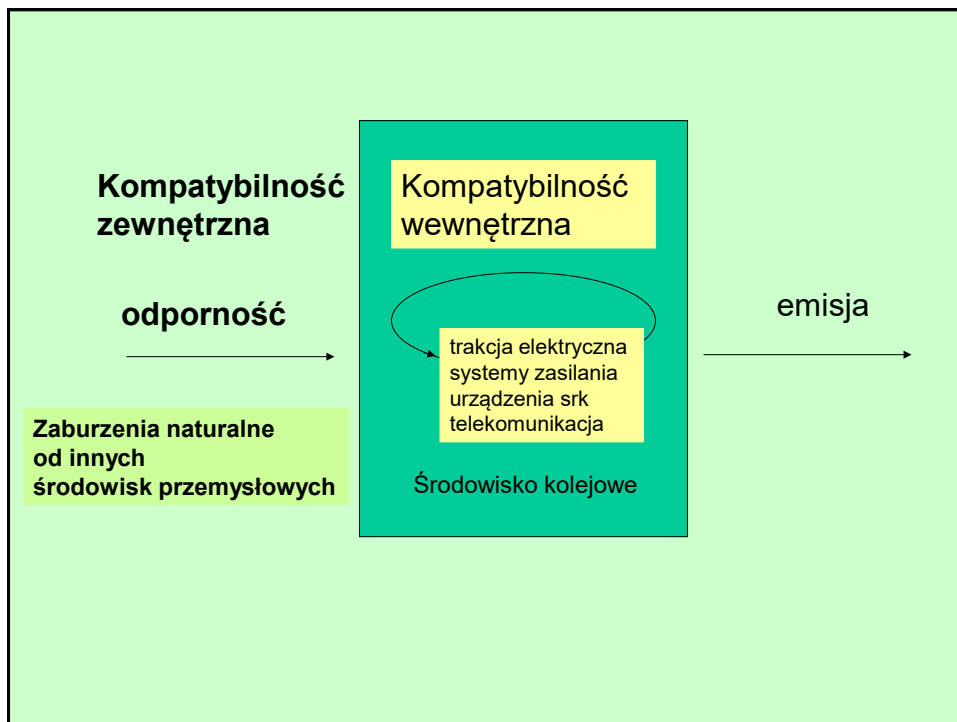 Kompatybilność
zewnętrzna
Kompatybilność
wewnętrzna
odporność
emisja
trakcja elektryczna
systemy zasilania
urządzenia srk
telekomunikacja
Zaburzenia naturalne
od innych
środowisk przemysłowych
Środowisko kolejowe